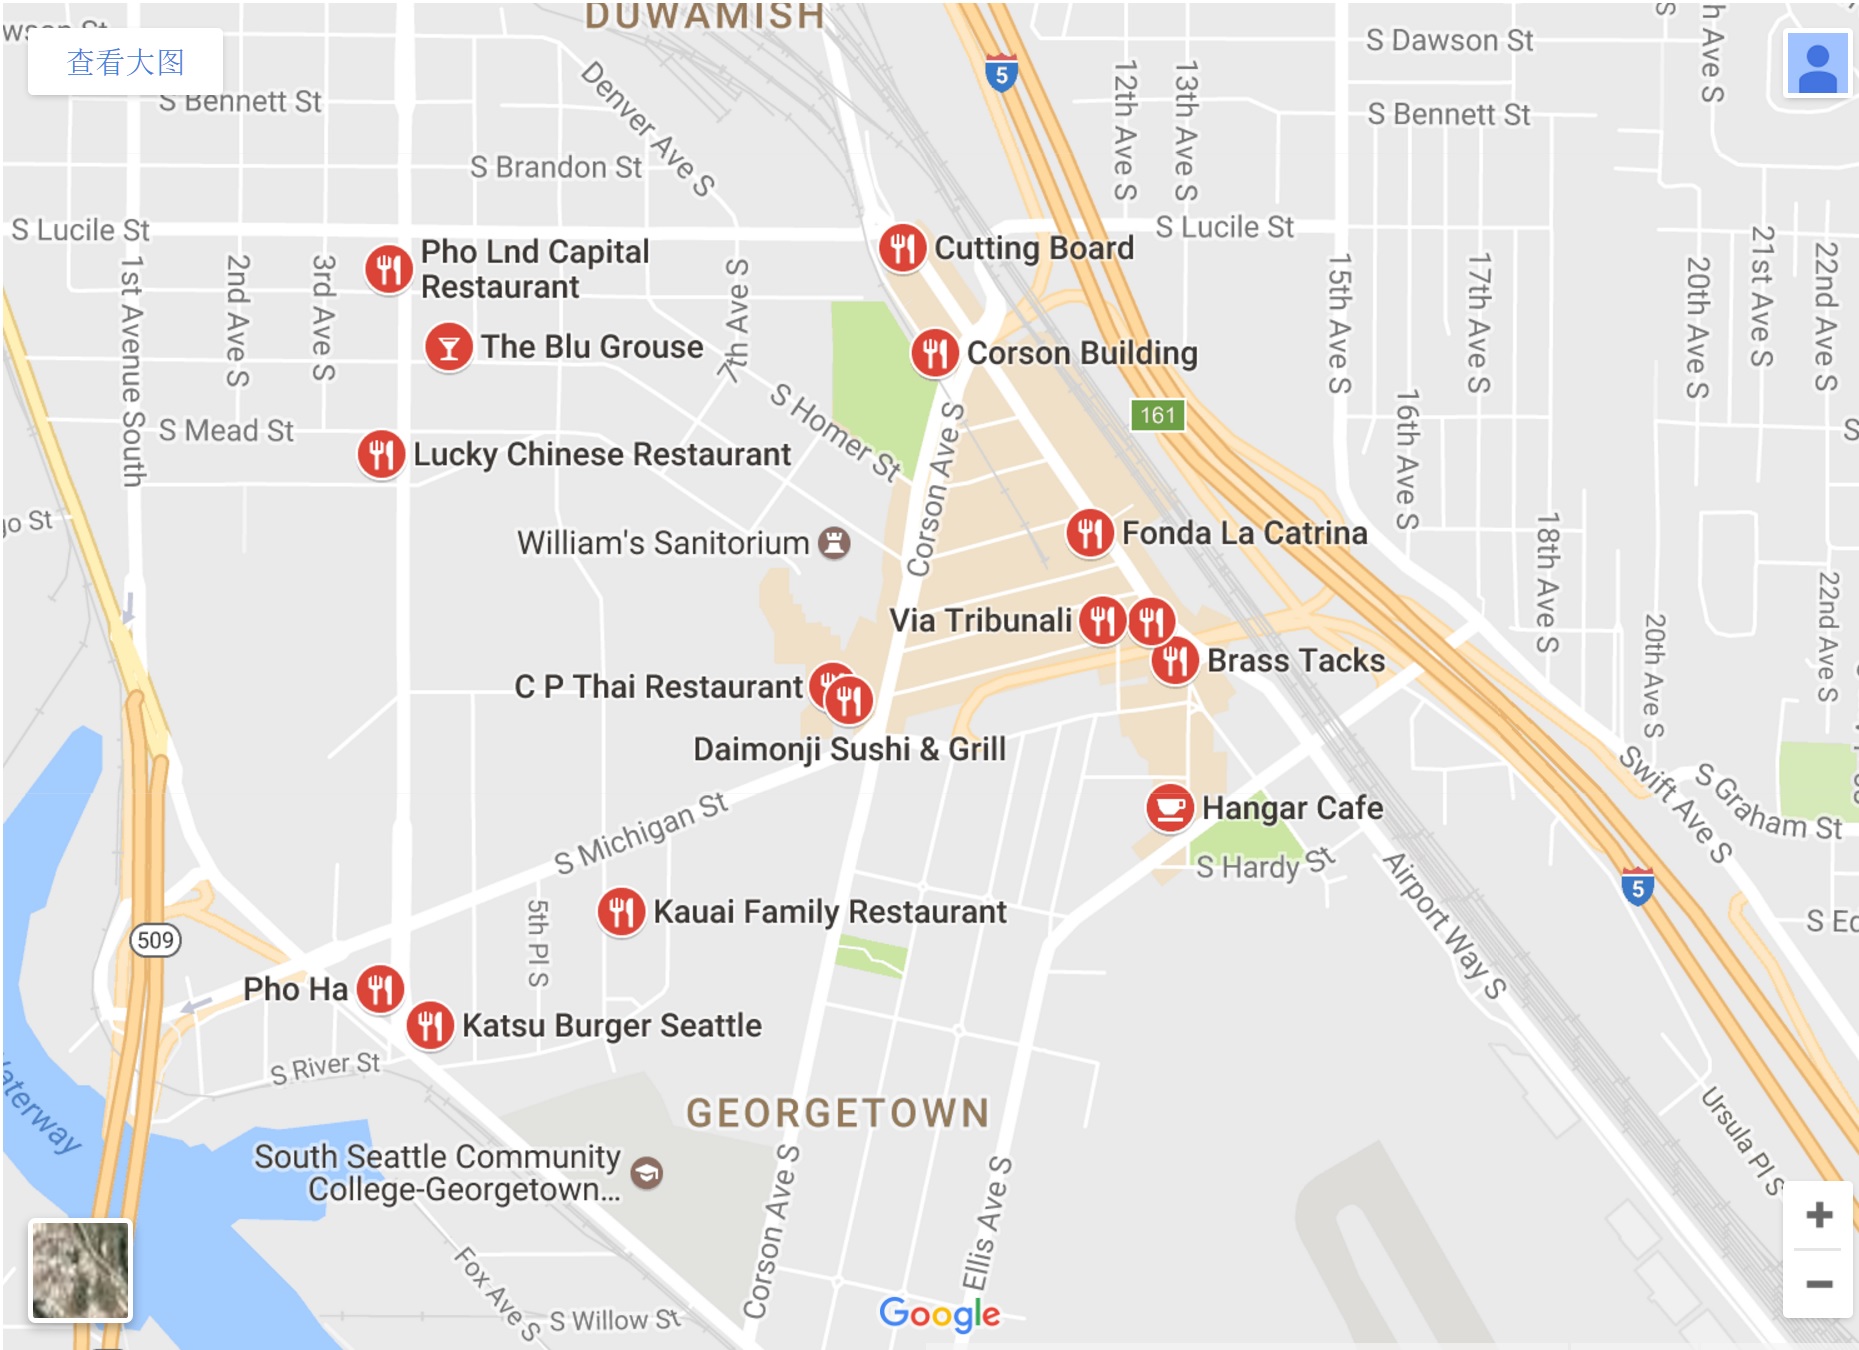 DUWAMISH
查看大图
S Dawson St
S Bennett St
S Bennett St
Denver Ave S
12th Ave S
13th Ave S
S Brandon St
S Lucile St
S Lucile St
5
Pho Lnd Capital
Restaurant
Cutting Board
1st Avenue South
2nd Ave S
3rd Ave S
7th Ave S
15th Ave S
17th Ave S
20th Ave S
21st Ave S
22nd Ave S
The Blu Grouse
Corson Building
S Mead St
S Homer St
161
16th Ave S
Lucky Chinese Restaurant
Corson Ave S
William's Sanitorium
Fonda La Catrina
18th Ave S
Via Tribunali
Brass Tacks
20th Ave S
22nd Ave S
C P Thai Restaurant
Daimonji Sushi & Grill
S Michigan St
Hangar Cafe
Swift Ave S
S Graham St
S Hardy St
Airport Way S
5
Kauai Family Restaurant
5th Pl S
509
Pho Ha
Katsu Burger Seattle
S River St
GEORGETOWN
Ursula Pl S
South Seattle Community
College-Georgetown...
Corson Ave S
Ellis Ave S
Fox Ave S
S Willow St
Google
+
−